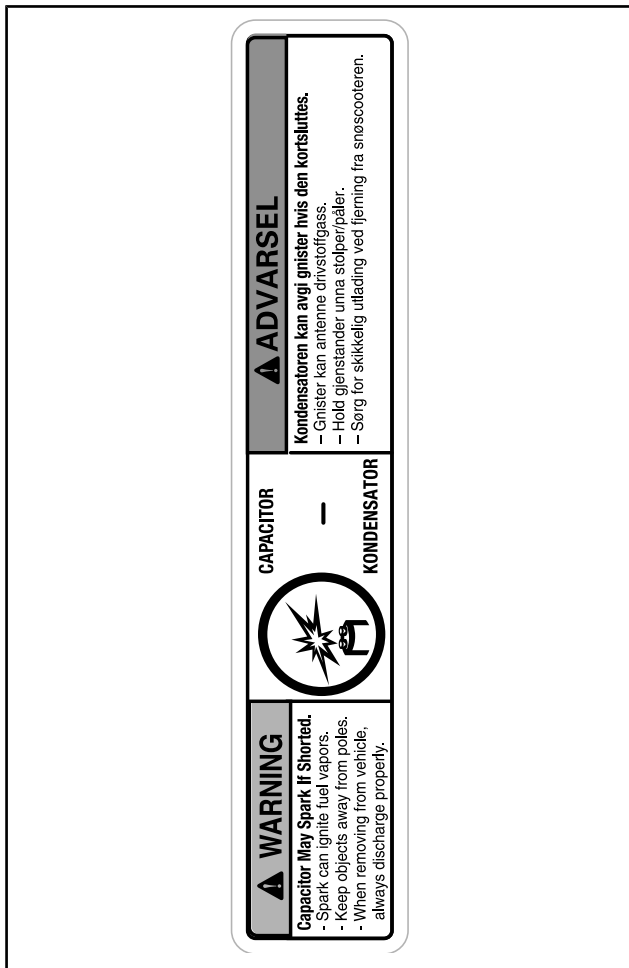 ⚠ WARNING
Capacitor May Spark If Shorted.
- Spark can ignite fuel vapors.
- Keep objects away from poles.
- When removing from vehicle,
always discharge properly.
CAPACITOR
–
KONDENSATOR
⚠ ADVARSEL
Kondensatoren kan avgi gnister hvis den kortsluttes.
– Gnister kan antenne drivstoffgass.
– Hold gjenstander unna stolper/påler.
– Sørg for skikkelig utlading ved fjerning fra snøscooteren.